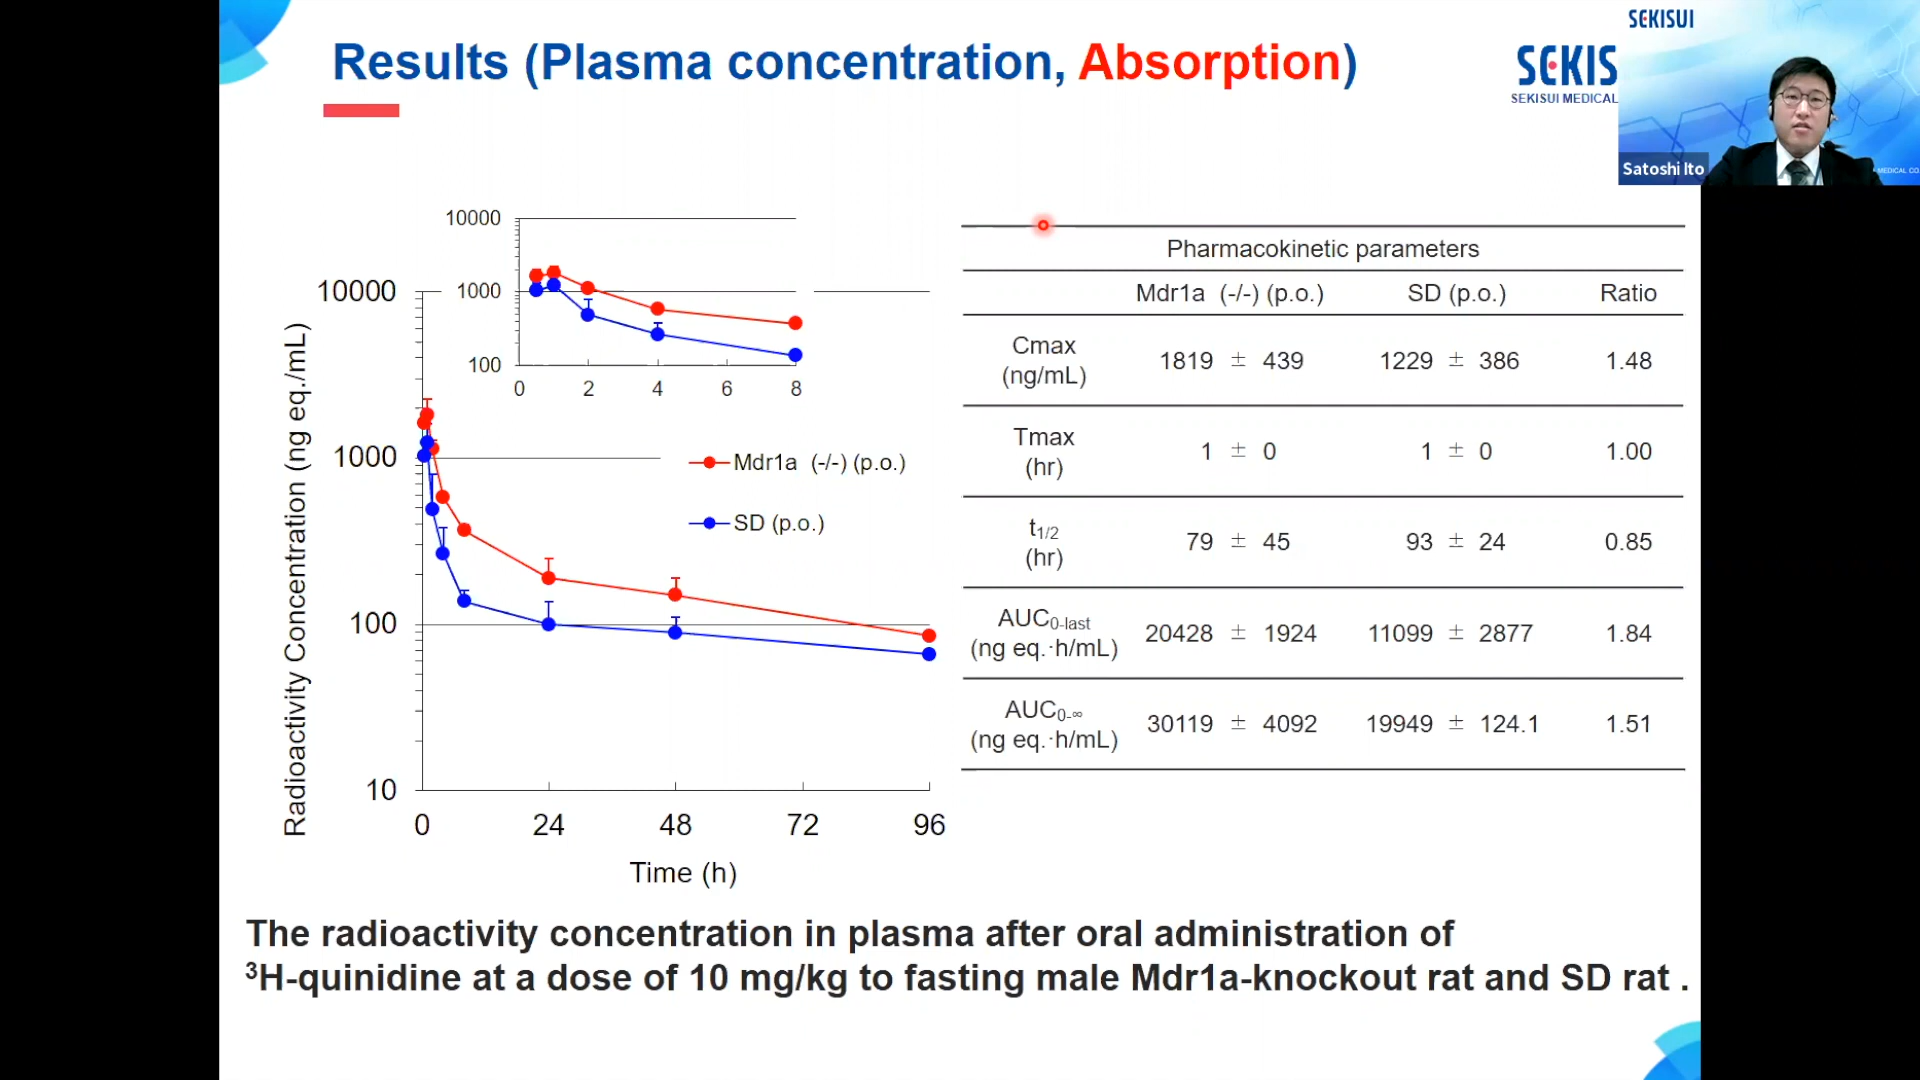 Results (Plasma concentration, Absorption)
SEKIS
SEKISUI MEDICAL
SEKISUI
Satoshi Ito
MEDICAL CO.
10000
1000
100
0 2 4 6 8
Radioactivity Concentration (ng eq./mL)
10000
1000
100
10
0 24 48 72 96
Time (h)
Mdr1a (-/-) (p.o.)
SD (p.o.)
Pharmacokinetic parameters
Mdr1a (-/-) (p.o.) SD (p.o.) Ratio
Cmax
(ng/mL) 1819 ± 439 1229 ± 386 1.48
Tmax
(hr) 1 ± 0 1 ± 0 1.00
t1/2
(hr) 79 ± 45 93 ± 24 0.85
AUC0-last
(ng eq.·h/mL) 20428 ± 1924 11099 ± 2877 1.84
AUC0-∞
(ng eq.·h/mL) 30119 ± 4092 19949 ± 124.1 1.51
The radioactivity concentration in plasma after oral administration of
³H-quinidine at a dose of 10 mg/kg to fasting male Mdr1a-knockout rat and SD rat .